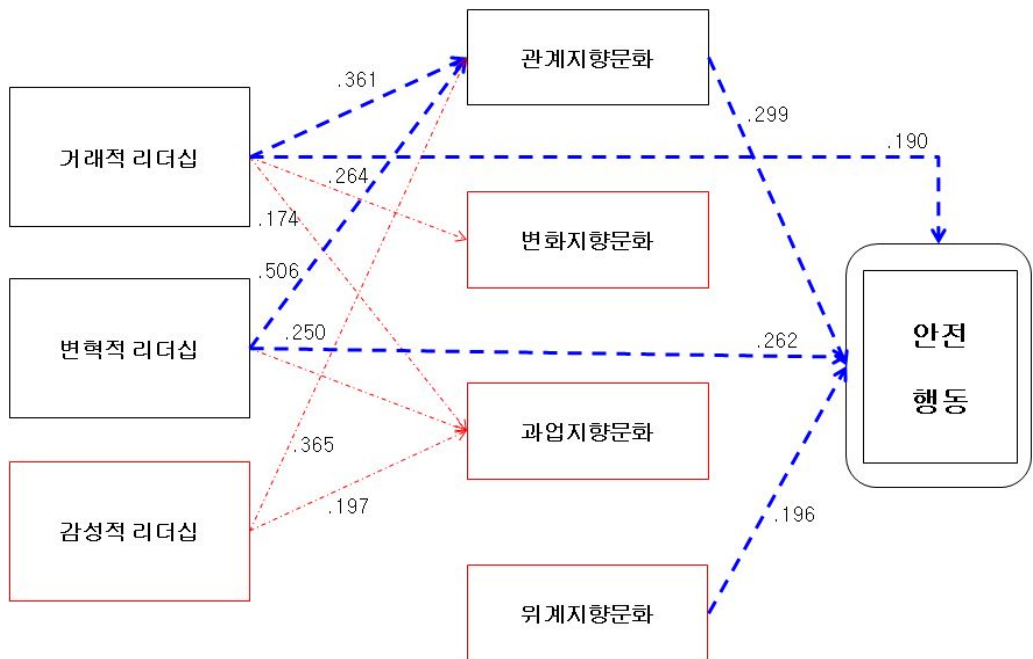 관계지향문화
.361
.299
거래적 리더십
.190
.264
.174
변화지향문화
.506
변혁적 리더십
.250
.262
안전
행동
과업지향문화
.365
감성적 리더십
.197
.196
위계지향문화